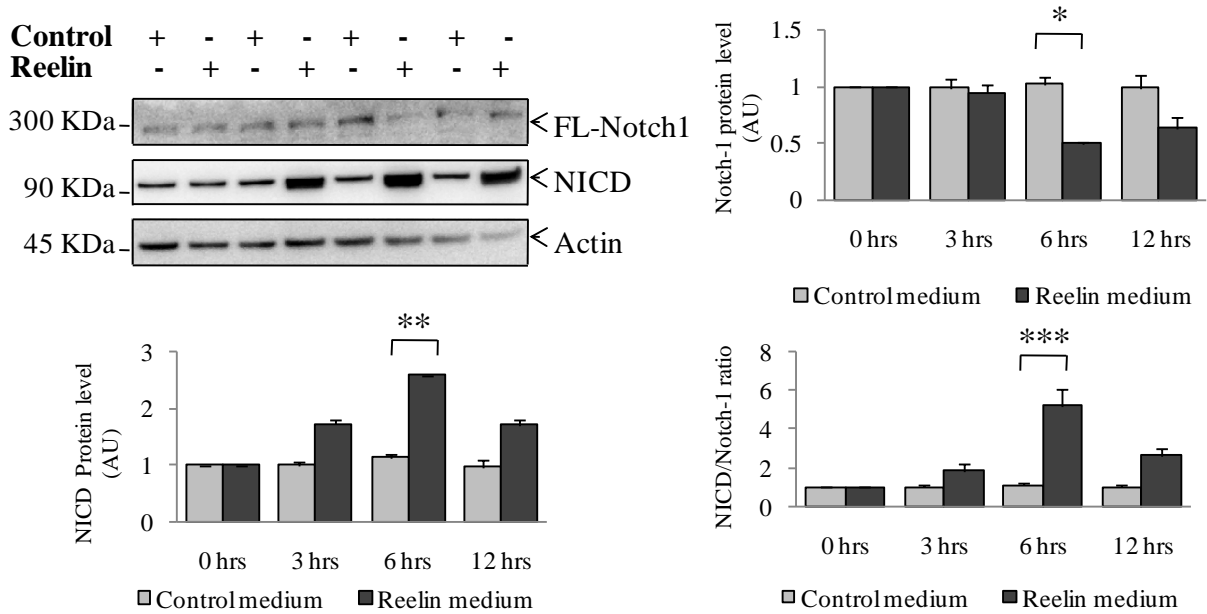 Control + - + - + - + -
Reelin - + - + - + - +
300 KDa FL-Notch1
90 KDa NICD
45 KDa Actin
*
Notch-1 protein level
(AU)
1.5
1
0.5
0
0 hrs 3 hrs 6 hrs 12 hrs
Control medium Reelin medium
**
NICD Protein level
(AU)
3
2
1
0
0 hrs 3 hrs 6 hrs 12 hrs
Control medium Reelin medium
***
NICD/Notch-1 ratio
8
6
4
2
0
0 hrs 3 hrs 6 hrs 12 hrs
Control medium Reelin medium